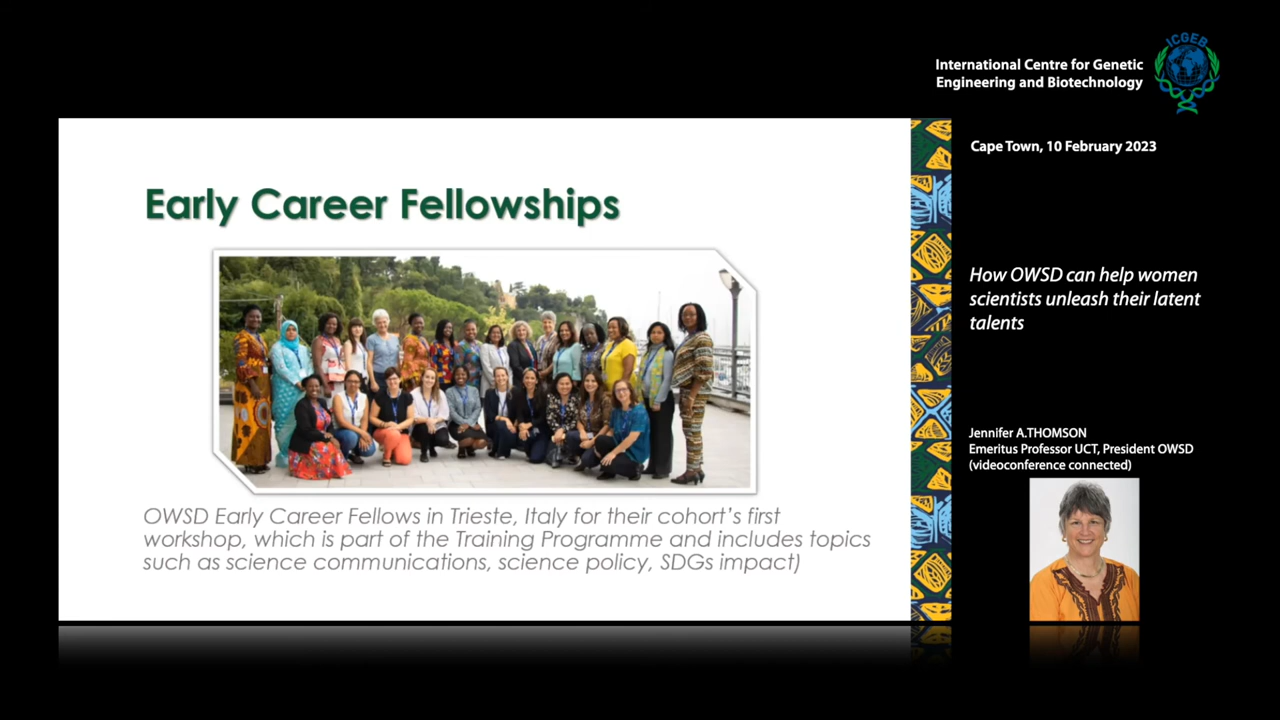 ICGEB
International Centre for Genetic
Engineering and Biotechnology
Cape Town, 10 February 2023
Early Career Fellowships
OWSD Early Career Fellows in Trieste, Italy for their cohort's first
workshop, which is part of the Training Programme and includes topics
such as science communications, science policy, SDGs impact)
How OWSD can help women
scientists unleash their latent
talents
Jennifer A.THOMSON
Emeritus Professor UCT, President OWSD
(videoconference connected)